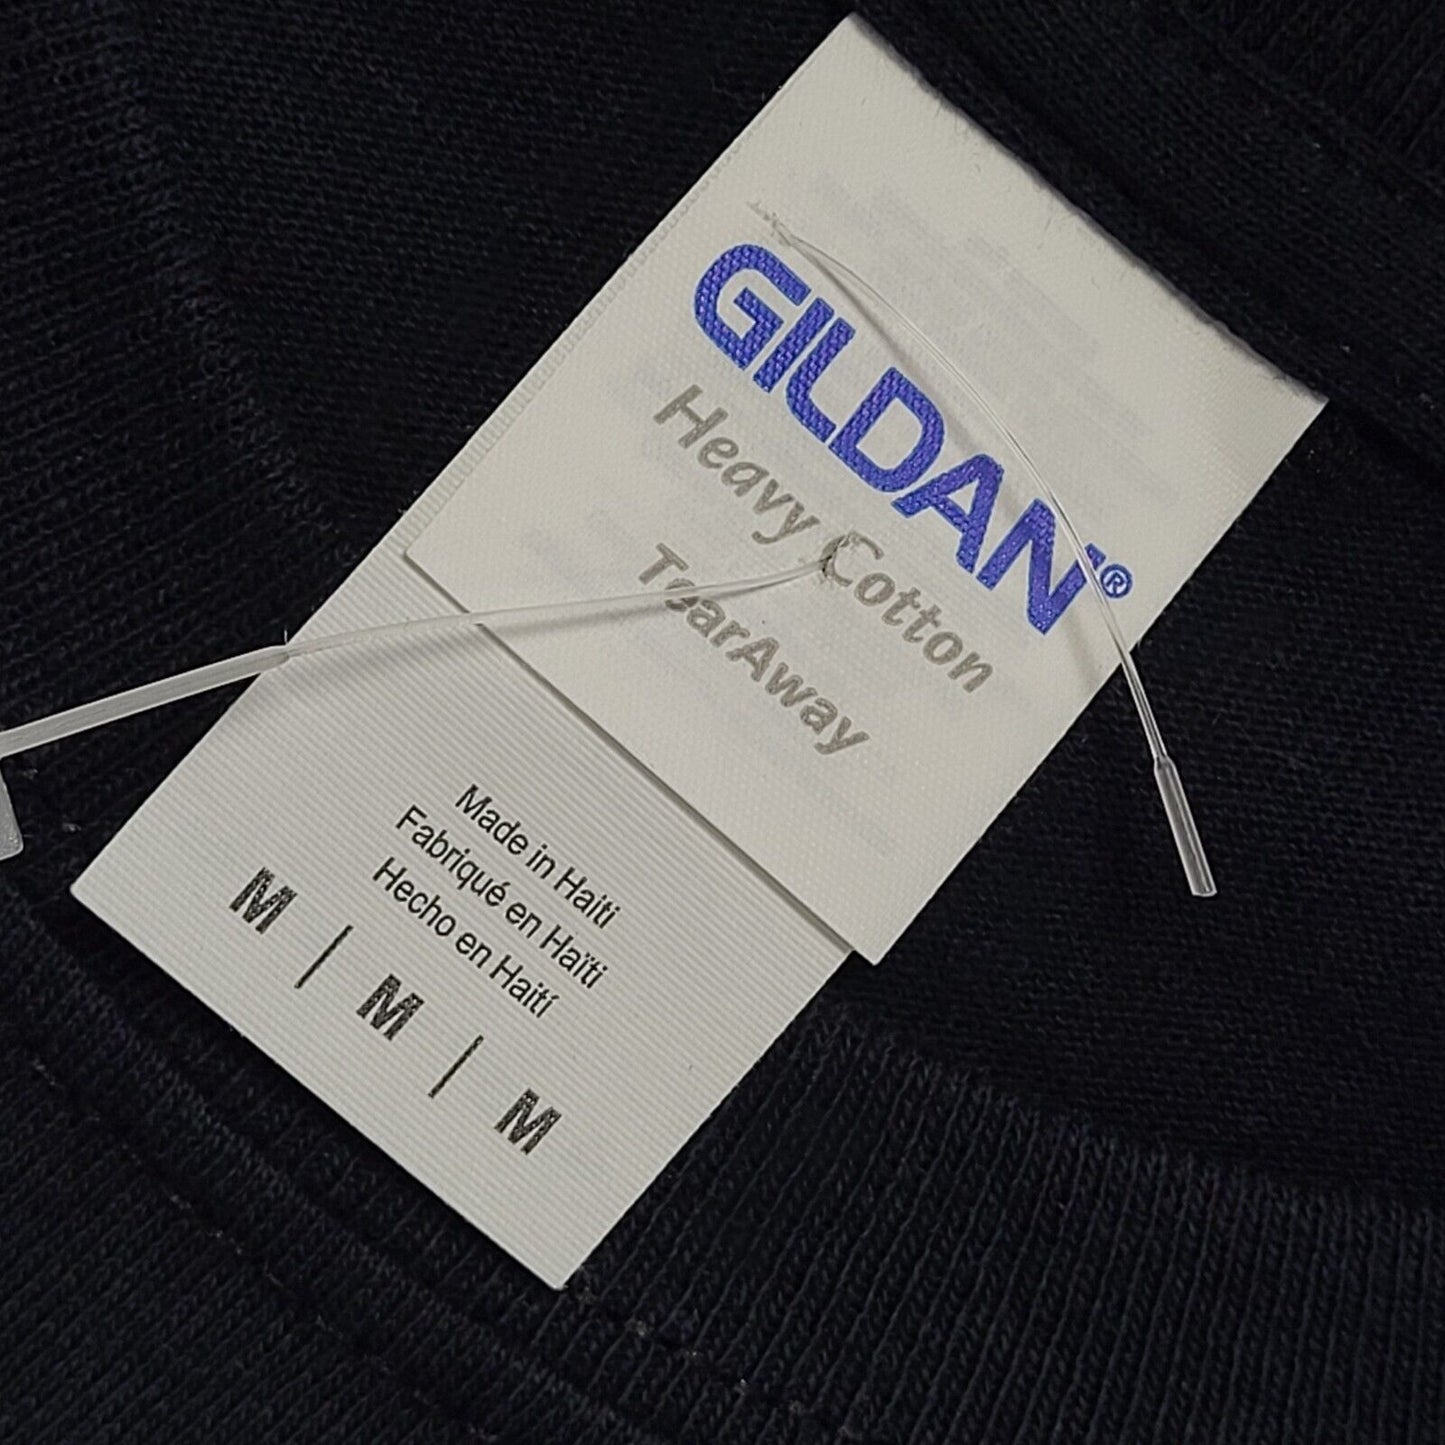 GILDAN®
Heavy Cotton
TearAway
Made in Haiti
Fabriqué en Haïti
Hecho en Haití
M | M | M